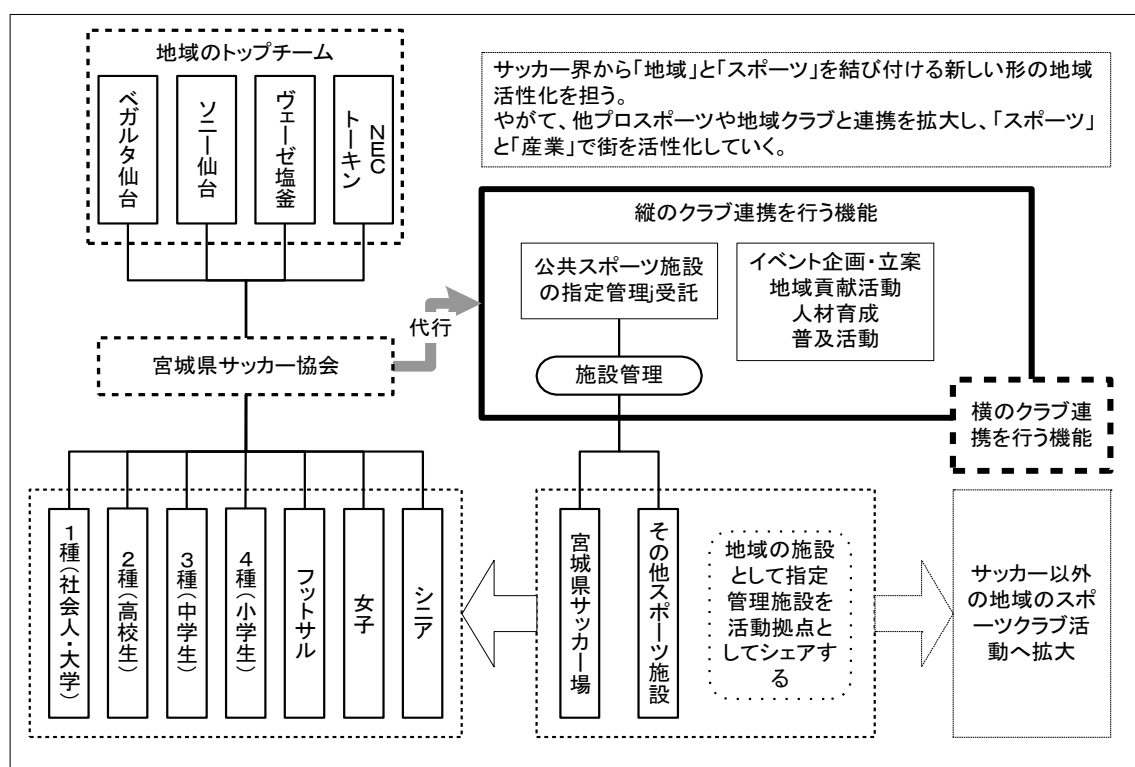 地域のトップチーム
ベガルタ仙台
ソニー仙台
ヴェーゼ塩釜
NEC
トーキン
サッカー界から「地域」と「スポーツ」を結び付ける新しい形の地域
活性化を担う。
やがて、他プロスポーツや地域クラブと連携を拡大し、「スポーツ」
と「産業」で街を活性化していく。
宮城県サッカー協会
代行
縦のクラブ連携を行う機能
公共スポーツ施設
の指定管理j受託
イベント企画・立案
地域貢献活動
人材育成
普及活動
施設管理
横のクラブ連
携を行う機能
1種(社会人・大学)
2種(高校生)
3種(中学生)
4種(小学生)
フットサル
女子
シニア
宮城県サッカー場
その他スポーツ施設
地域の施設
として指定
管理施設を
活動拠点と
してシェアす
る
サッカー以外
の地域のスポ
ーツクラブ活
動へ拡大